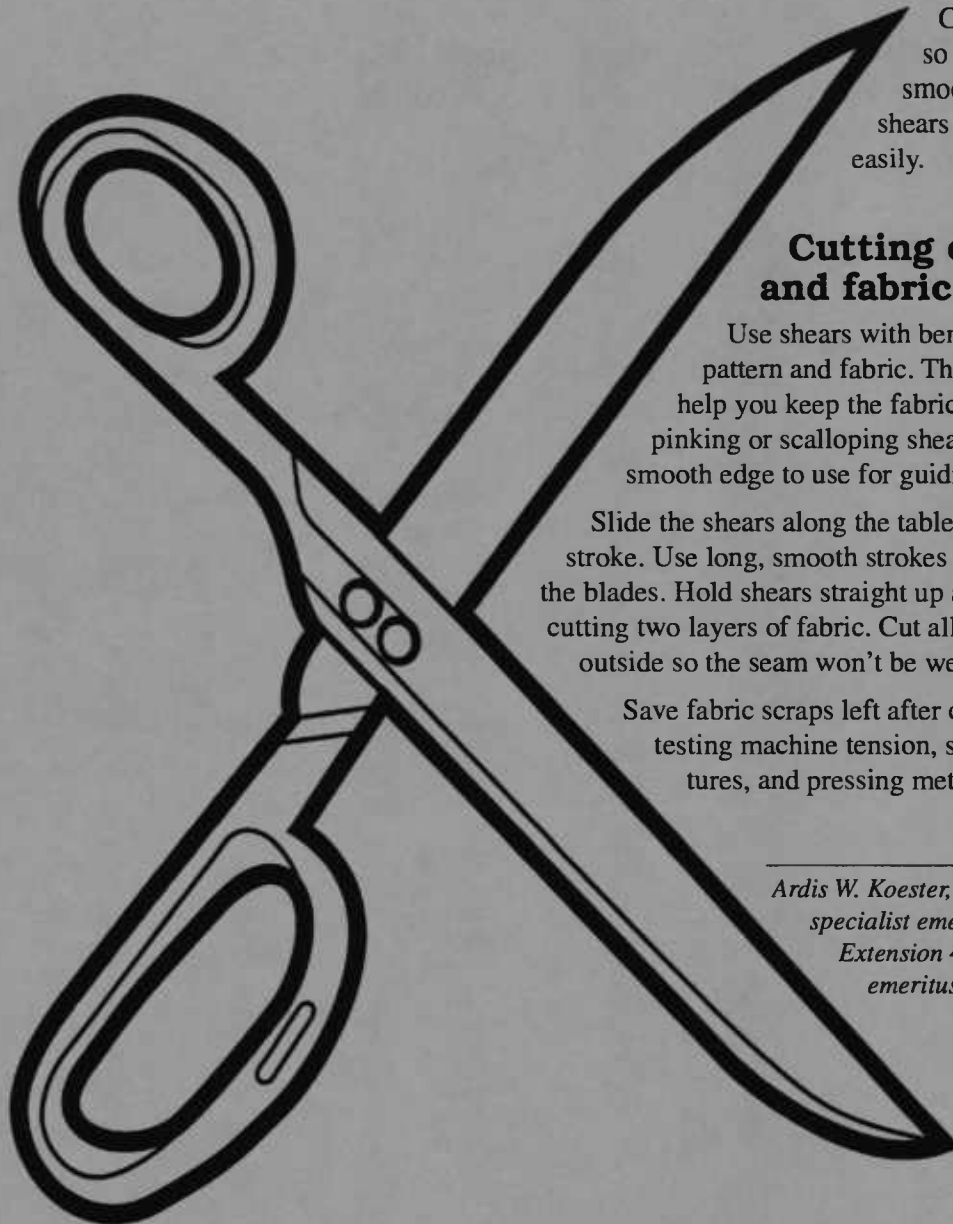 so
smoo
shears
easily.
Cutting
and fabric
Use shears with ben
pattern and fabric. Th
help you keep the fabric
pinking or scalloping shea
smooth edge to use for guidi
Slide the shears along the table
stroke. Use long, smooth strokes
the blades. Hold shears straight up a
cutting two layers of fabric. Cut all
outside so the seam won't be we
Save fabric scraps left after c
testing machine tension, s
tures, and pressing met
Ardis W. Koester,
specialist eme
Extension 4
emeritus